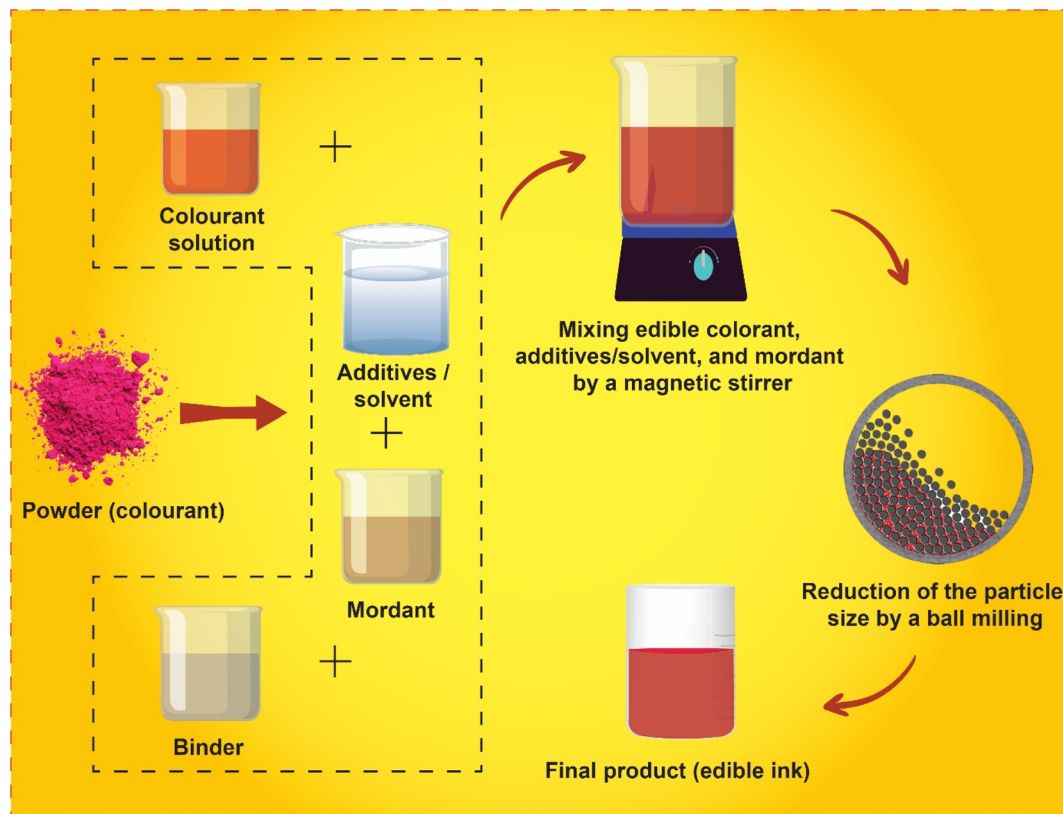 Colourant
solution
+
Additives /
solvent
+
Mordant
Powder (colourant)
Binder
+
Mixing edible colorant,
additives/solvent, and mordant
by a magnetic stirrer
Reduction of the particle
size by a ball milling
Final product (edible ink)